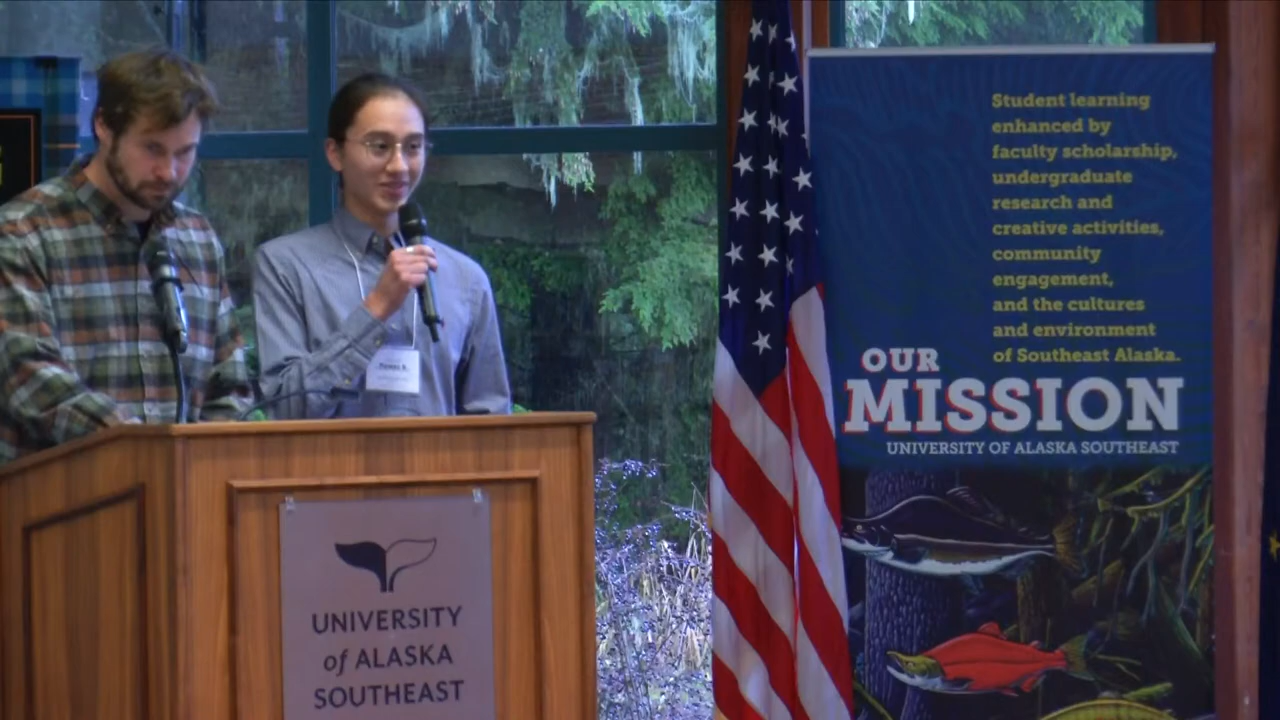 Student learning
enhanced by
faculty scholarship,
undergraduate
research and
creative activities,
community
engagement,
and the cultures
and environment
of Southeast Alaska.
OUR
MISSION
UNIVERSITY OF ALASKA SOUTHEAST
UNIVERSITY
of ALASKA
SOUTHEAST